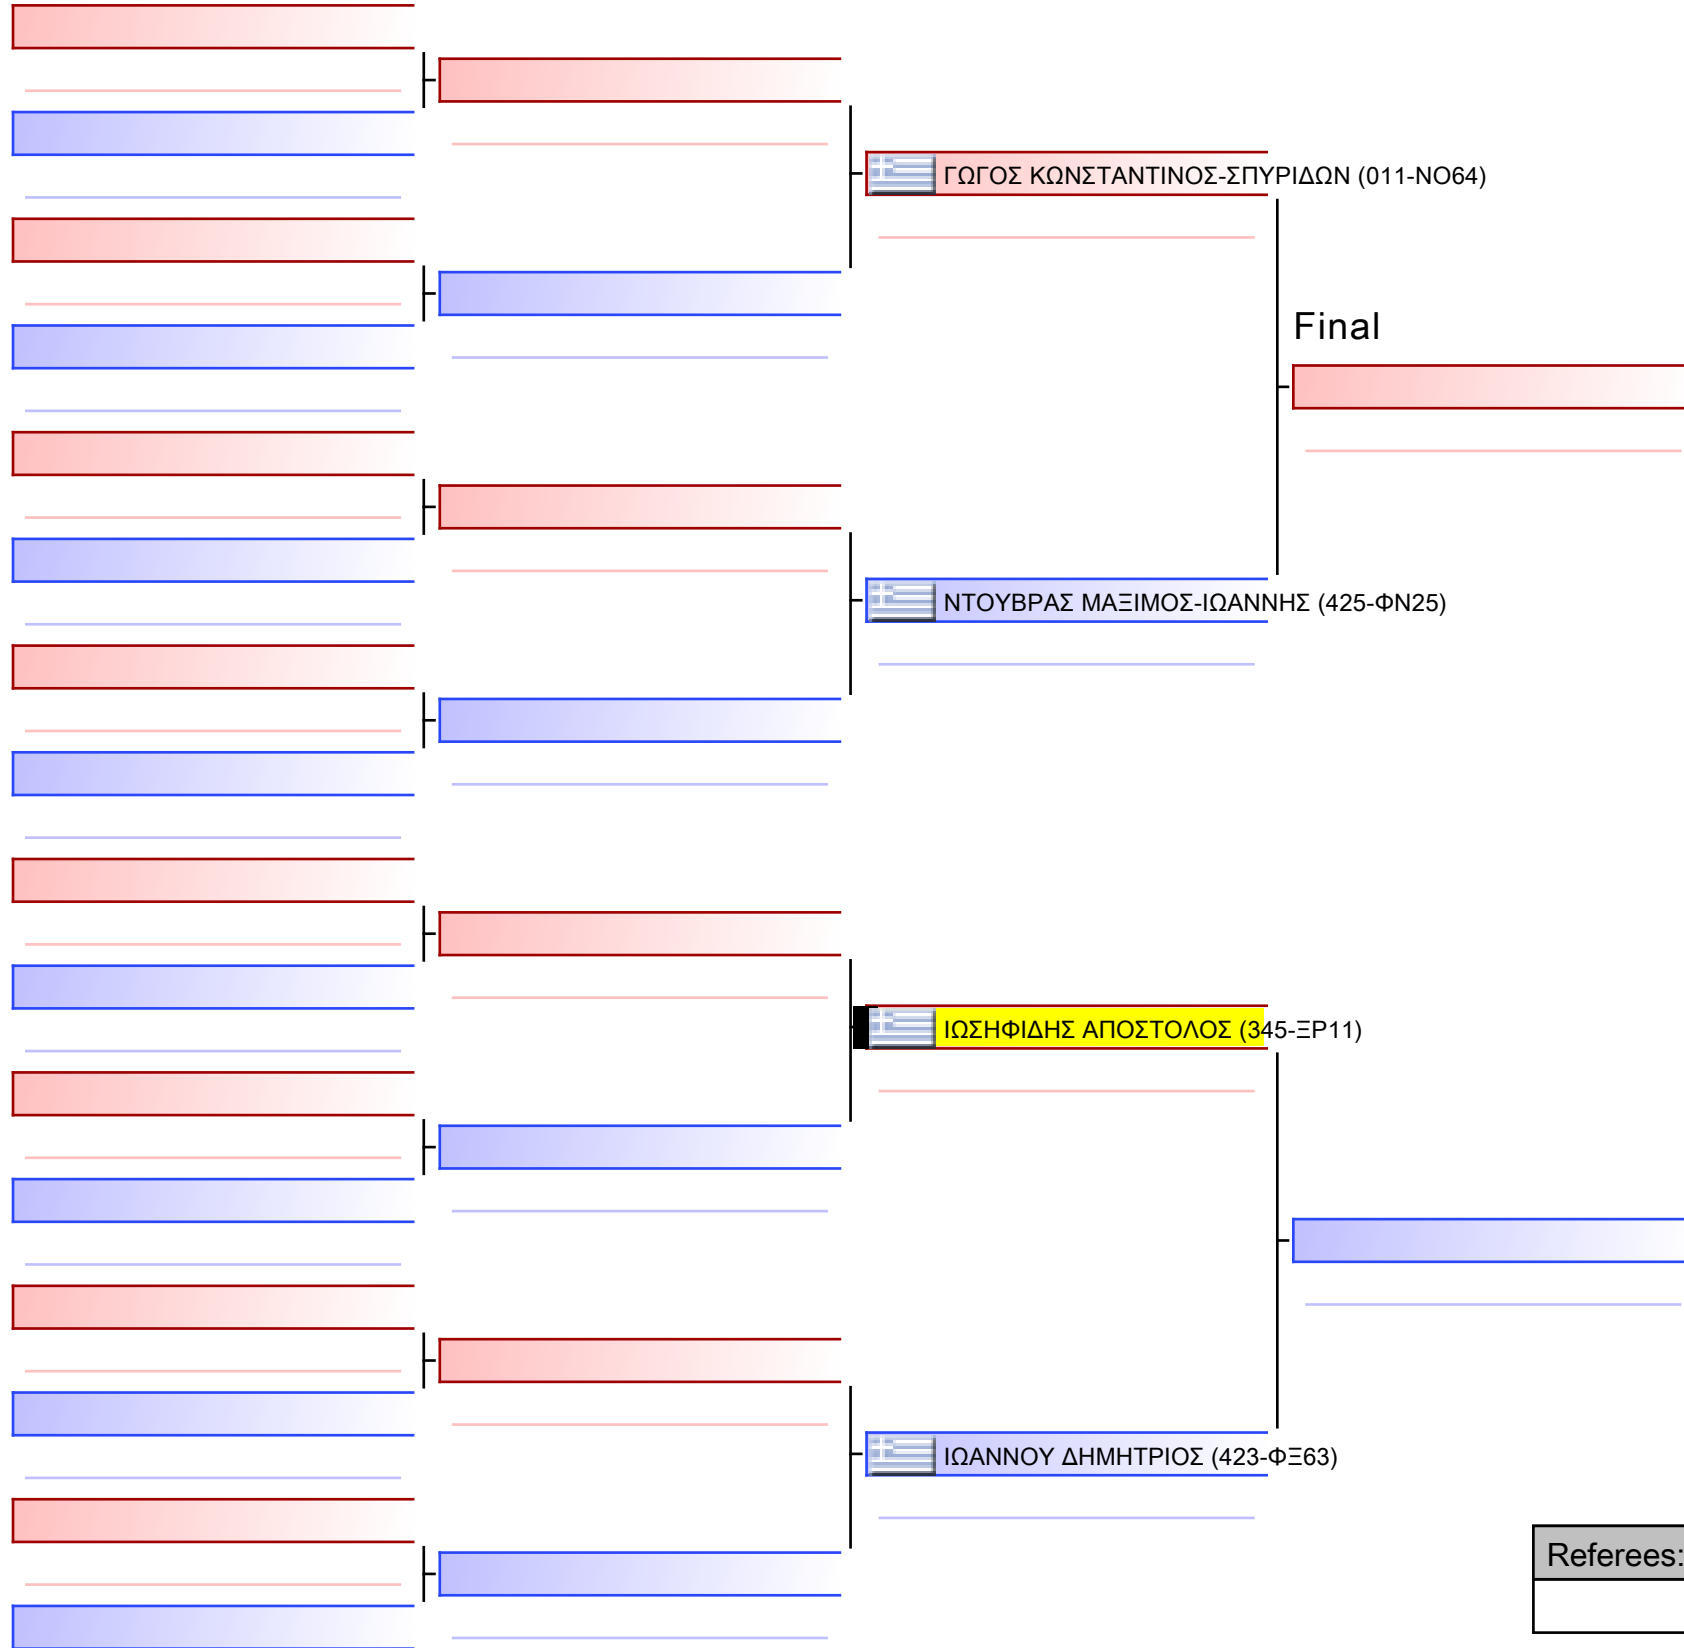 ΓΩΓΟΣ ΚΩΝΣΤΑΝΤΙΝΟΣ-ΣΠΥΡΙΔΩΝ (011-ΝΟ64)
Final
ΝΤΟΥΒΡΑΣ ΜΑΞΙΜΟΣ-ΙΩΑΝΝΗΣ (425-ΦΝ25)
ΙΩΣΗΦΙΔΗΣ ΑΠΟΣΤΟΛΟΣ (345-ΞΡ11)
ΙΩΑΝΝΟΥ ΔΗΜΗΤΡΙΟΣ (423-ΦΞ63)
Referees: